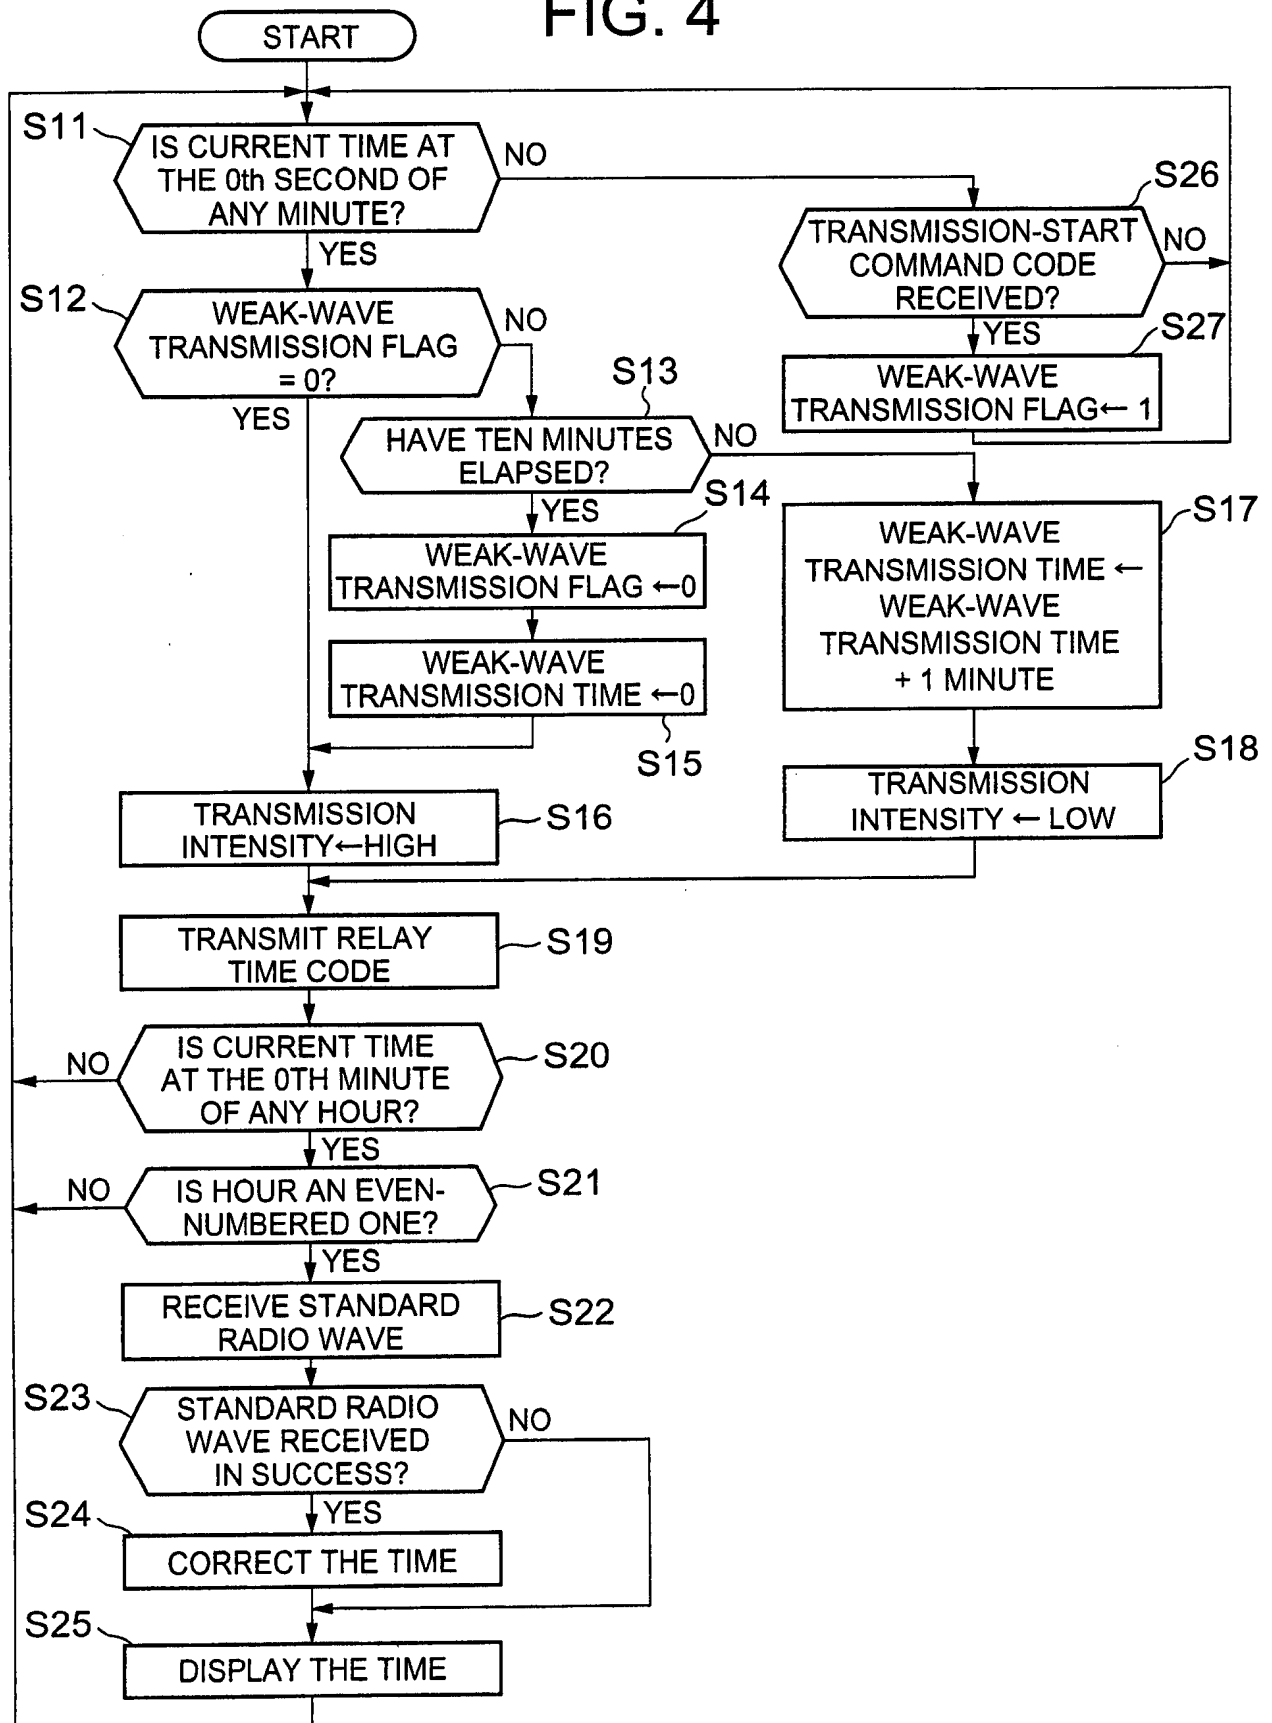 FIG. 4
START
S11
IS CURRENT TIME AT
THE 0th SECOND OF
ANY MINUTE?
NO
YES
S26
TRANSMISSION-START
COMMAND CODE
RECEIVED?
NO
YES
S27
WEAK-WAVE
TRANSMISSION FLAG← 1
S12
WEAK-WAVE
TRANSMISSION FLAG
= 0?
NO
YES
S13
HAVE TEN MINUTES
ELAPSED?
NO
YES
S14
WEAK-WAVE
TRANSMISSION FLAG ←0
WEAK-WAVE
TRANSMISSION TIME ←0
S15
S17
WEAK-WAVE
TRANSMISSION TIME ←
WEAK-WAVE
TRANSMISSION TIME
+ 1 MINUTE
S18
TRANSMISSION
INTENSITY ← LOW
TRANSMISSION
INTENSITY←HIGH
S16
TRANSMIT RELAY
TIME CODE
S19
IS CURRENT TIME
AT THE 0TH MINUTE
OF ANY HOUR?
S20
NO
YES
IS HOUR AN EVEN-
NUMBERED ONE?
S21
NO
YES
RECEIVE STANDARD
RADIO WAVE
S22
S23
STANDARD RADIO
WAVE RECEIVED
IN SUCCESS?
NO
YES
S24
CORRECT THE TIME
S25
DISPLAY THE TIME